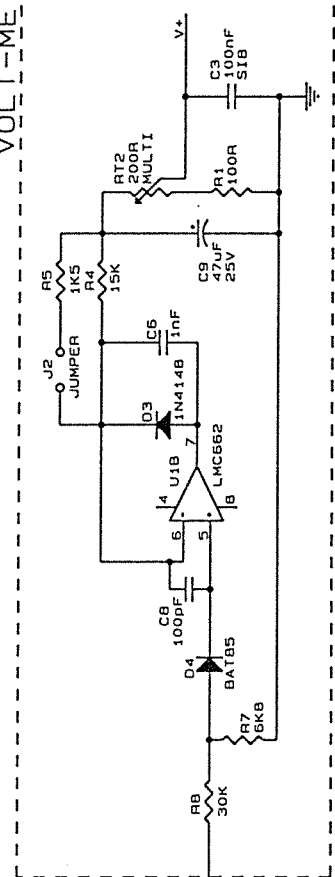 VOLT-ME
J2
JUMPER
R5
1K5
R4
15K
RT2
200R
MULTI
V+
C3
100nF
SIB
R1
100R
C6
1nF
C9
47uF
25V
D3
1N4148
U1B
LMC662
4
6
5
7
8
C8
100pF
D4
BAT85
R8
30K
R7
6K8